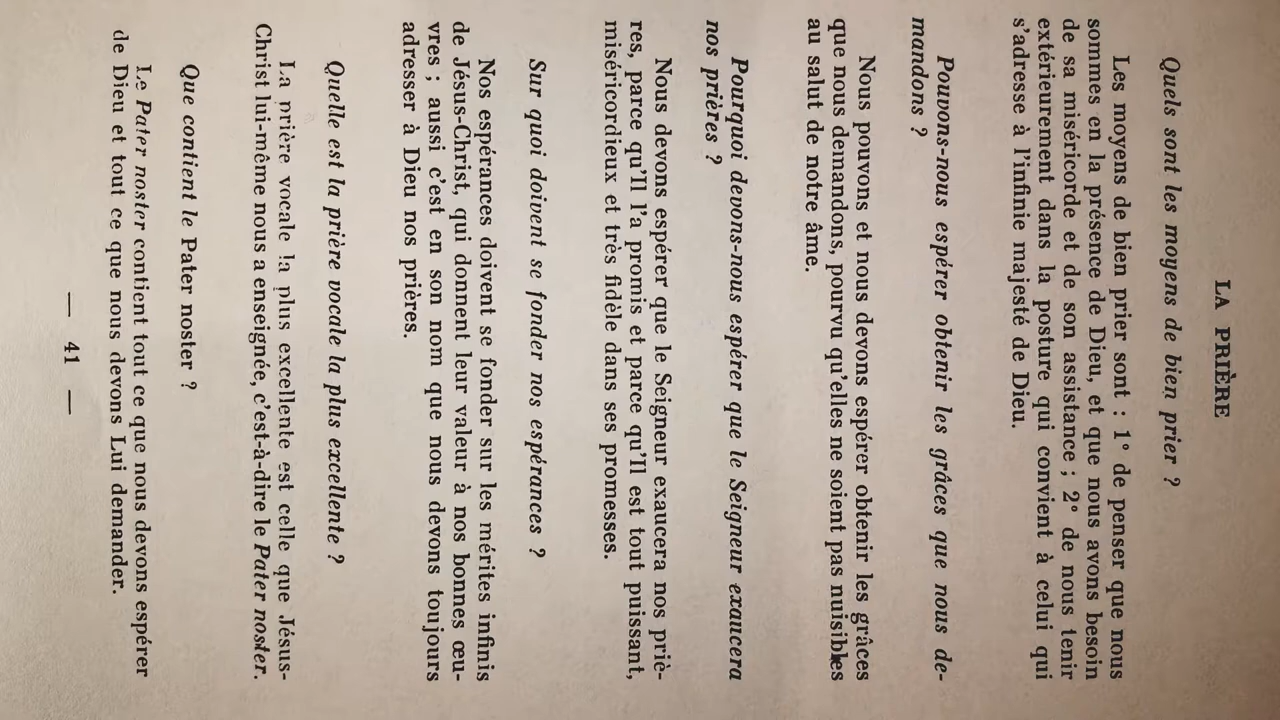 LA PRIÈRE
Quels sont les moyens de bien prier ?
Les moyens de bien prier sont : 1° de penser que nous
sommes en la présence de Dieu, et que nous avons besoin
de sa miséricorde et de son assistance ; 2° de nous tenir
extérieurement dans la posture qui convient à celui qui
s'adresse à l'infinie majesté de Dieu.
Pouvons-nous espérer obtenir les grâces que nous de-
mandons ?
Nous pouvons et nous devons espérer obtenir les grâces
que nous demandons, pourvu qu'elles ne soient pas nuisibles
au salut de notre âme.
Pourquoi devons-nous espérer que le Seigneur exaucera
nos prières ?
Nous devons espérer que le Seigneur exaucera nos priè-
res, parce qu'Il l'a promis et parce qu'Il est tout puissant,
miséricordieux et très fidèle dans ses promesses.
Sur quoi doivent se fonder nos espérances ?
Nos espérances doivent se fonder sur les mérites infinis
de Jésus-Christ, qui donnent leur valeur à nos bonnes œu-
vres ; aussi c'est en son nom que nous devons toujours
adresser à Dieu nos prières.
Quelle est la prière vocale la plus excellente ?
La prière vocale la plus excellente est celle que Jésus-
Christ lui-même nous a enseignée, c'est-à-dire le Pater noster.
Que contient le Pater noster ?
Le Pater noster contient tout ce que nous devons espérer
de Dieu et tout ce que nous devons Lui demander.
— 41 —